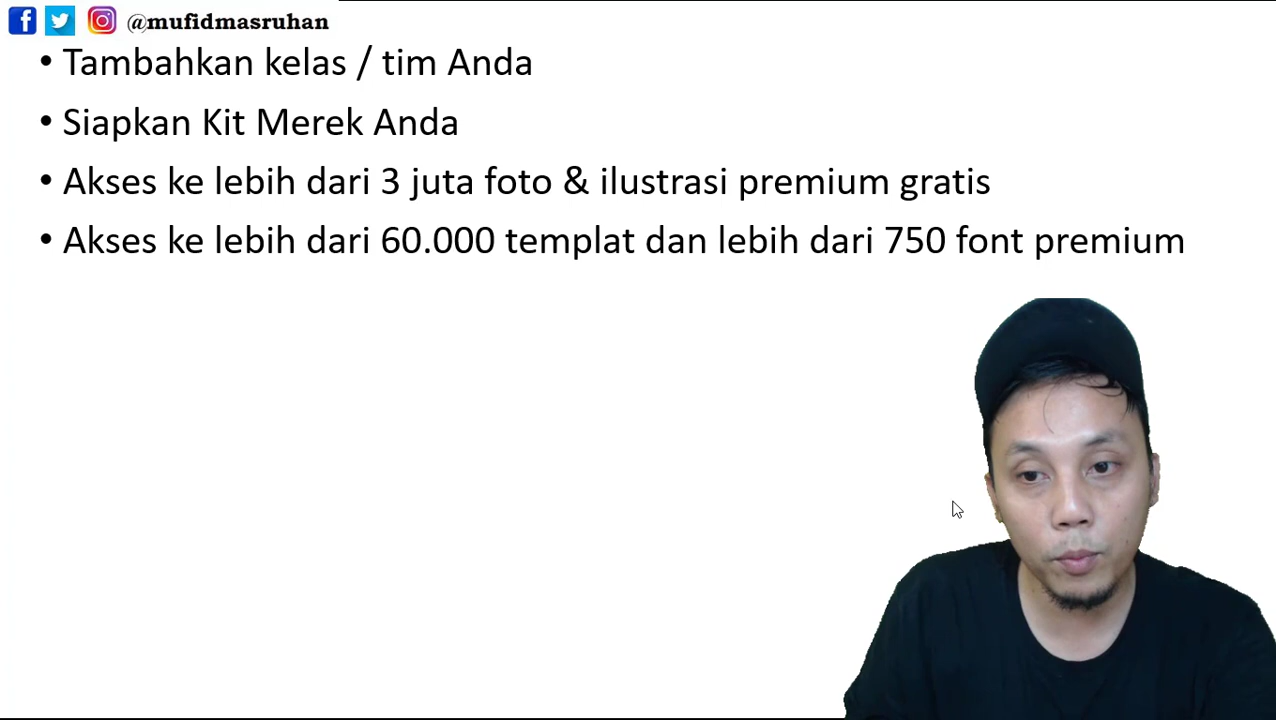 @mufidmasruhan
• Tambahkan kelas / tim Anda
• Siapkan Kit Merek Anda
• Akses ke lebih dari 3 juta foto & ilustrasi premium gratis
• Akses ke lebih dari 60.000 templat dan lebih dari 750 font premium